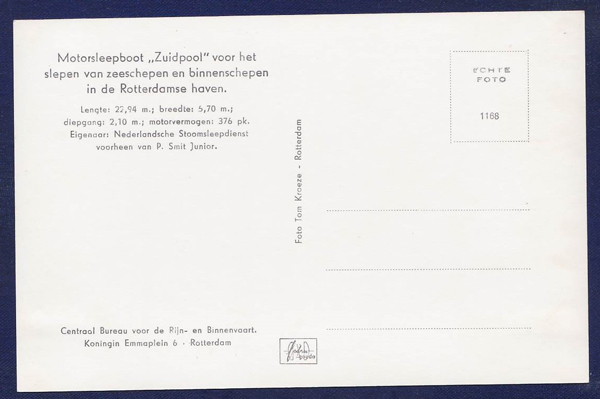 Motorsleepboot „Zuidpool" voor het
slepen van zeeschepen en binnenschepen
in de Rotterdamse haven.
Lengte: 22,94 m.; breedte: 5,70 m.;
diepgang: 2,10 m.; motorvermogen: 376 pk.
Eigenaar: Nederlandsche Stoomsleepdienst
voorheen van P. Smit Junior.
ECHTE
FOTO
1168
Foto Tom Kroeze - Rotterdam
Centraal Bureau voor de Rijn- en Binnenvaart.
Koningin Emmaplein 6 - Rotterdam